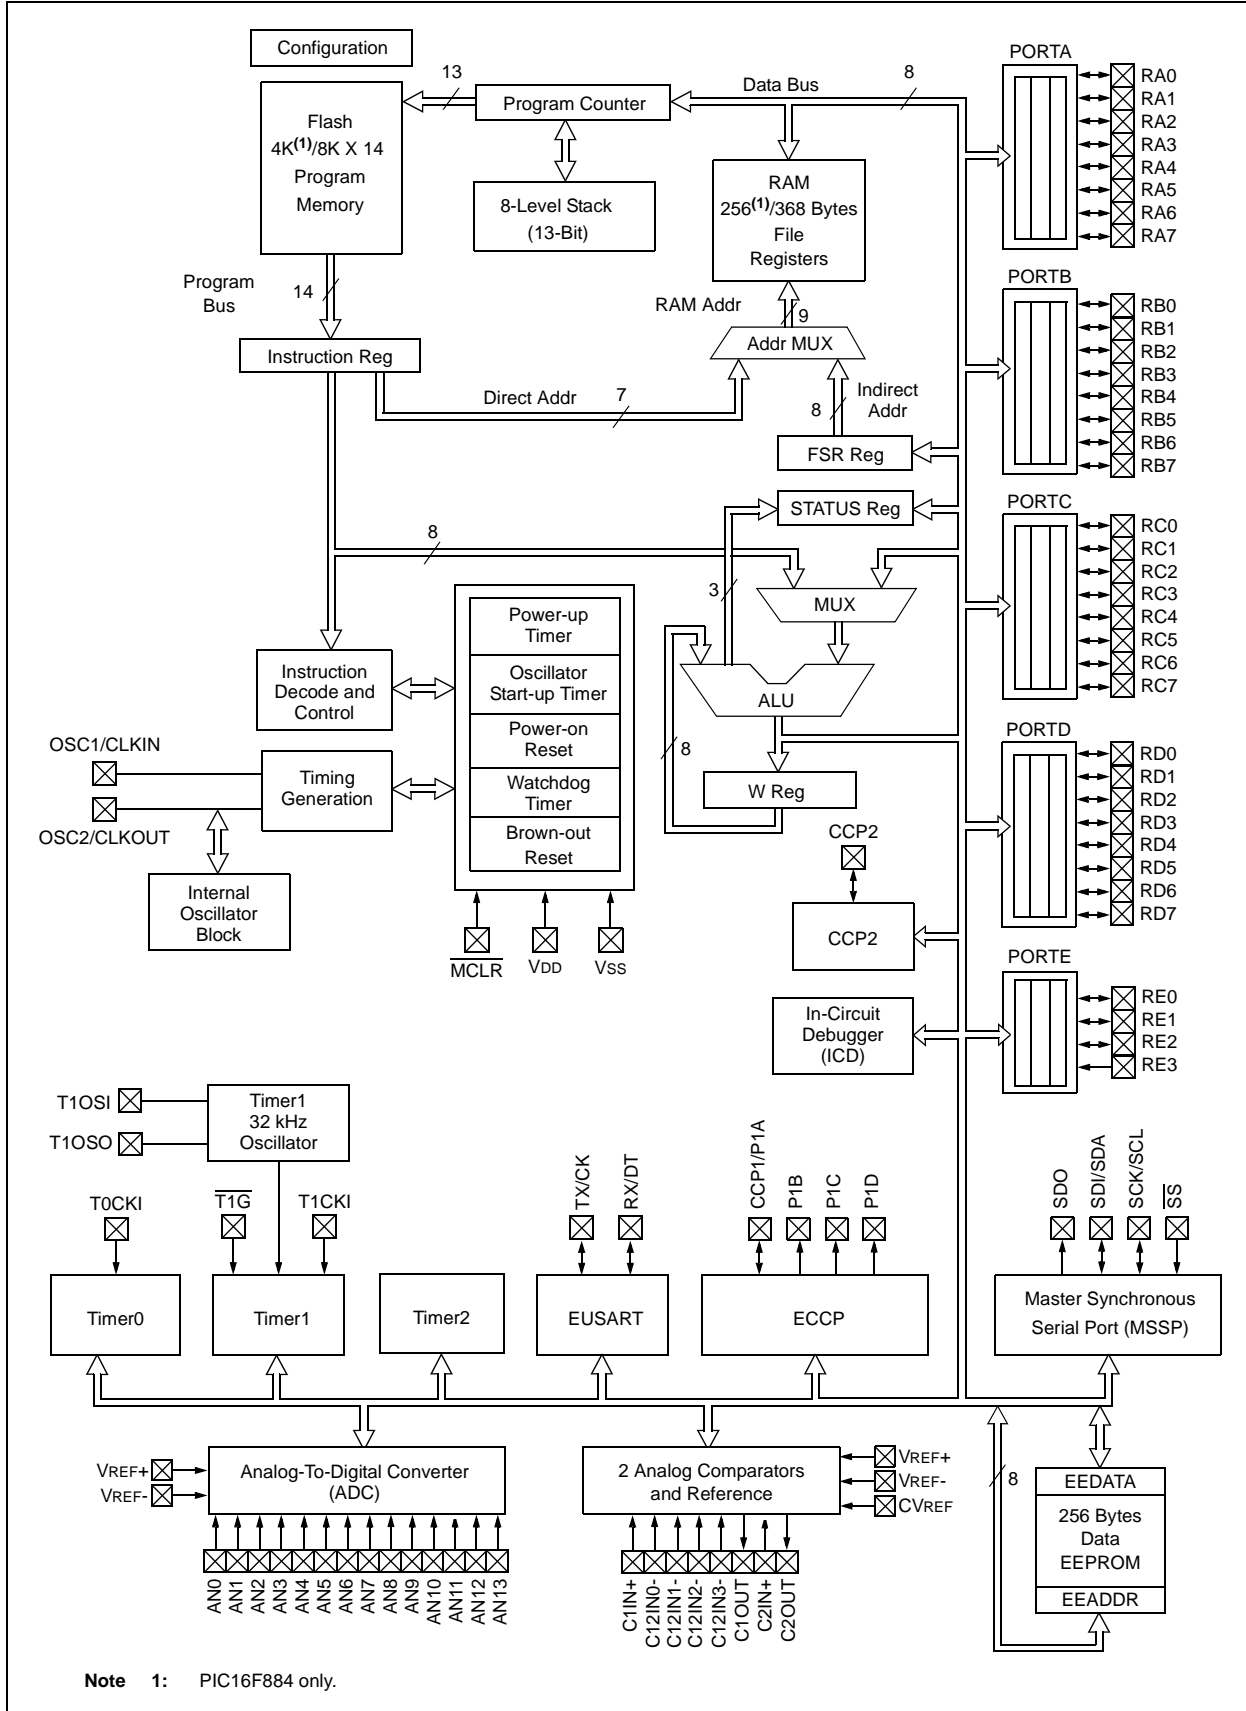 Configuration
13
Flash
4K(1)/8K X 14
Program
Memory
Program Counter
Data Bus
8
8-Level Stack
(13-Bit)
RAM
256(1)/368 Bytes
File
Registers
Program
Bus
14
RAM Addr
9
Addr MUX
Instruction Reg
Direct Addr
7
8
Indirect
Addr
FSR Reg
STATUS Reg
8
3
MUX
Power-up
Timer
Oscillator
Start-up Timer
Power-on
Reset
Watchdog
Timer
Brown-out
Reset
Instruction
Decode and
Control
ALU
8
W Reg
OSC1/CLKIN
Timing
Generation
OSC2/CLKOUT
Internal
Oscillator
Block
MCLR
VDD
VSS
CCP2
CCP2
In-Circuit
Debugger
(ICD)
PORTA
RA0
RA1
RA2
RA3
RA4
RA5
RA6
RA7
PORTB
RB0
RB1
RB2
RB3
RB4
RB5
RB6
RB7
PORTC
RC0
RC1
RC2
RC3
RC4
RC5
RC6
RC7
PORTD
RD0
RD1
RD2
RD3
RD4
RD5
RD6
RD7
PORTE
RE0
RE1
RE2
RE3
T1OSI
T1OSO
Timer1
32 kHz
Oscillator
T0CKI
T1G
T1CKI
TX/CK
RX/DT
CCP1/P1A
P1B
P1C
P1D
SDO
SDI/SDA
SCK/SCL
SS
Timer0
Timer1
Timer2
EUSART
ECCP
Master Synchronous
Serial Port (MSSP)
VREF+
VREF-
Analog-To-Digital Converter
(ADC)
2 Analog Comparators
and Reference
VREF+
VREF-
CVREF
8
EEDATA
256 Bytes
Data
EEPROM
EEADDR
AN0
AN1
AN2
AN3
AN4
AN5
AN6
AN7
AN8
AN9
AN10
AN11
AN12
AN13
C1IN+
C12IN0-
C12IN1-
C12IN2-
C12IN3-
C1OUT
C2IN+
C2OUT
Note 1: PIC16F884 only.